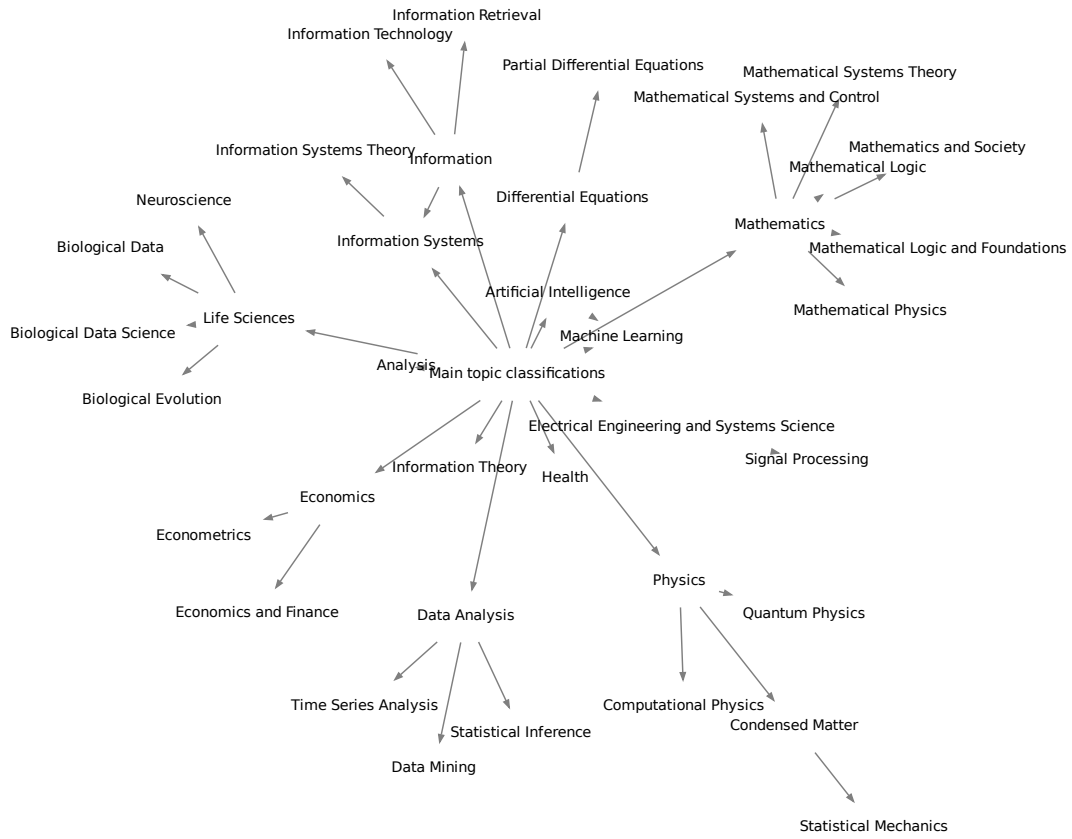 Information Retrieval
Information Technology
Partial Differential Equations
Mathematical Systems Theory
Mathematical Systems and Control
Mathematics and Society
Information Systems Theory
Information
Mathematical Logic
Neuroscience
Differential Equations
Mathematics
Information Systems
Biological Data
Mathematical Logic and Foundations
Artificial Intelligence
Mathematical Physics
Life Sciences
Biological Data Science
Machine Learning
Analysis
Main topic classifications
Biological Evolution
Electrical Engineering and Systems Science
Signal Processing
Information Theory
Health
Economics
Econometrics
Physics
Economics and Finance
Data Analysis
Quantum Physics
Time Series Analysis
Computational Physics
Condensed Matter
Statistical Inference
Data Mining
Statistical Mechanics